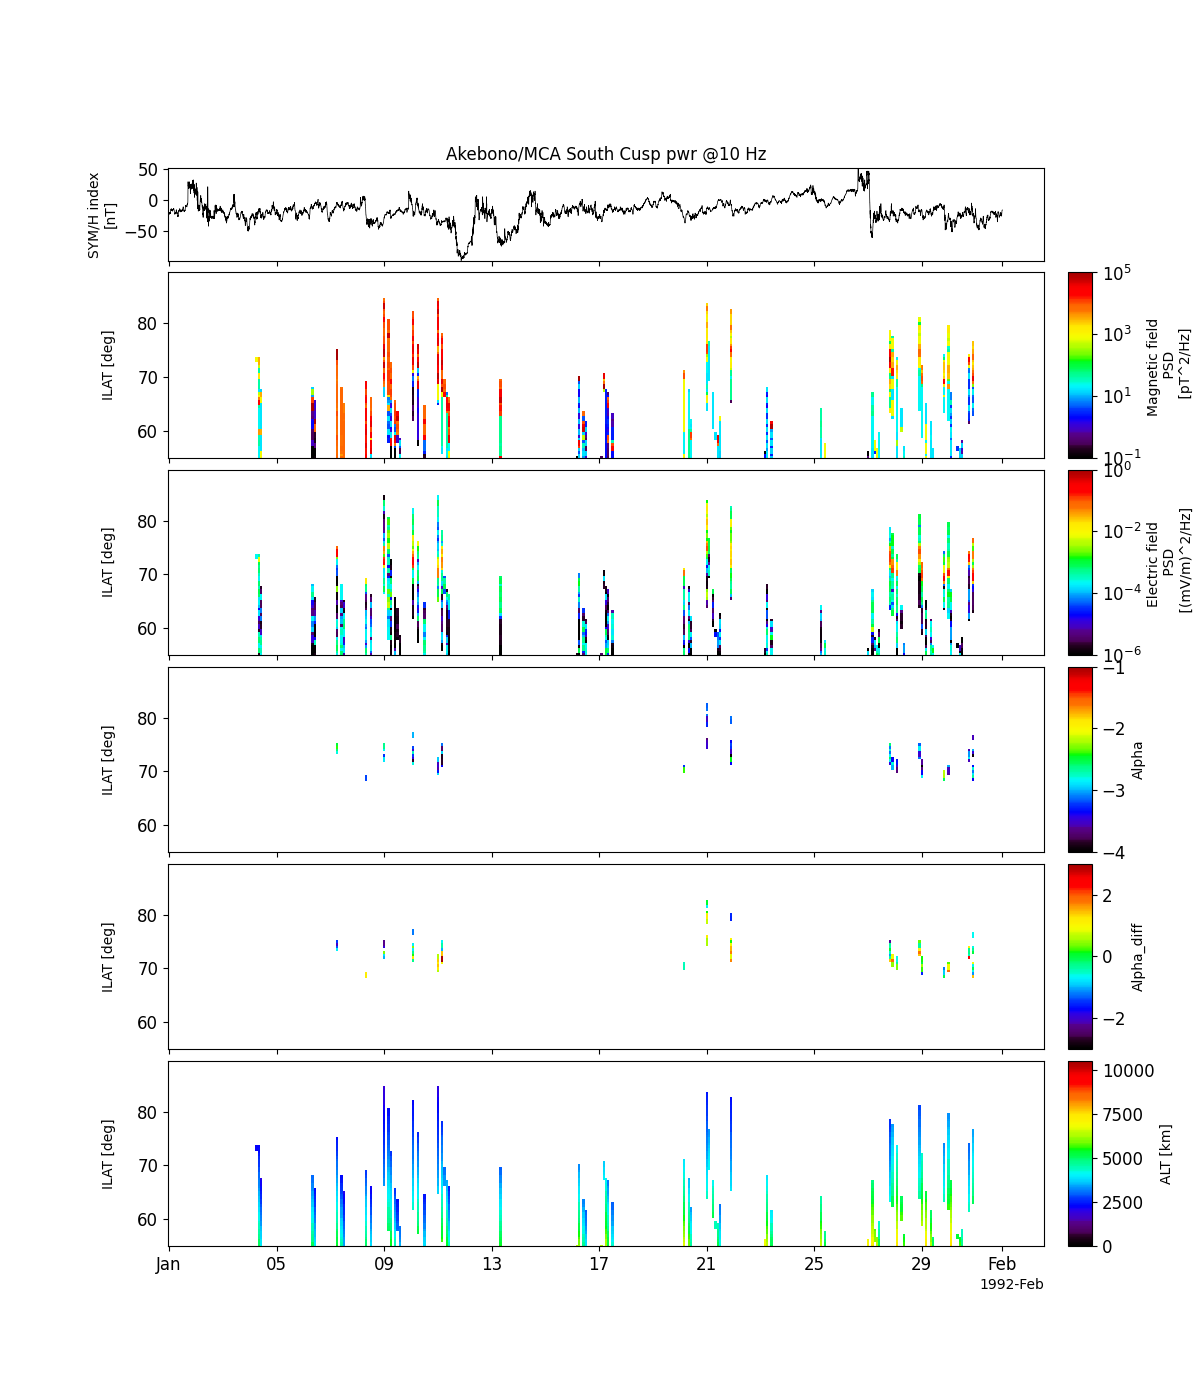 Akebono/MCA South Cusp pwr @10 Hz
SYM/H index
[nT]
50
0
−50
ILAT [deg]
80
70
60
10^5
10^3
10^1
10^−1
Magnetic field
PSD
[pT^2/Hz]
ILAT [deg]
80
70
60
10^0
10^−2
10^−4
10^−6
Electric field
PSD
[(mV/m)^2/Hz]
ILAT [deg]
80
70
60
−1
−2
−3
−4
Alpha
ILAT [deg]
80
70
60
2
0
−2
Alpha_diff
ILAT [deg]
80
70
60
10000
7500
5000
2500
0
ALT [km]
Jan 05 09 13 17 21 25 29 Feb
1992-Feb